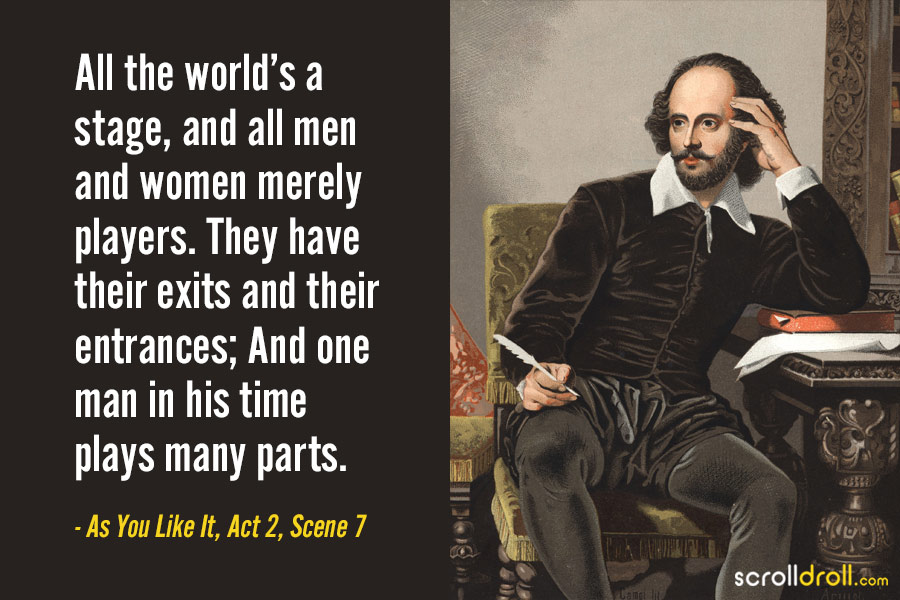 All the world’s a
stage, and all men
and women merely
players. They have
their exits and their
entrances; And one
man in his time
plays many parts.
- As You Like It, Act 2, Scene 7
scrolldroll.com